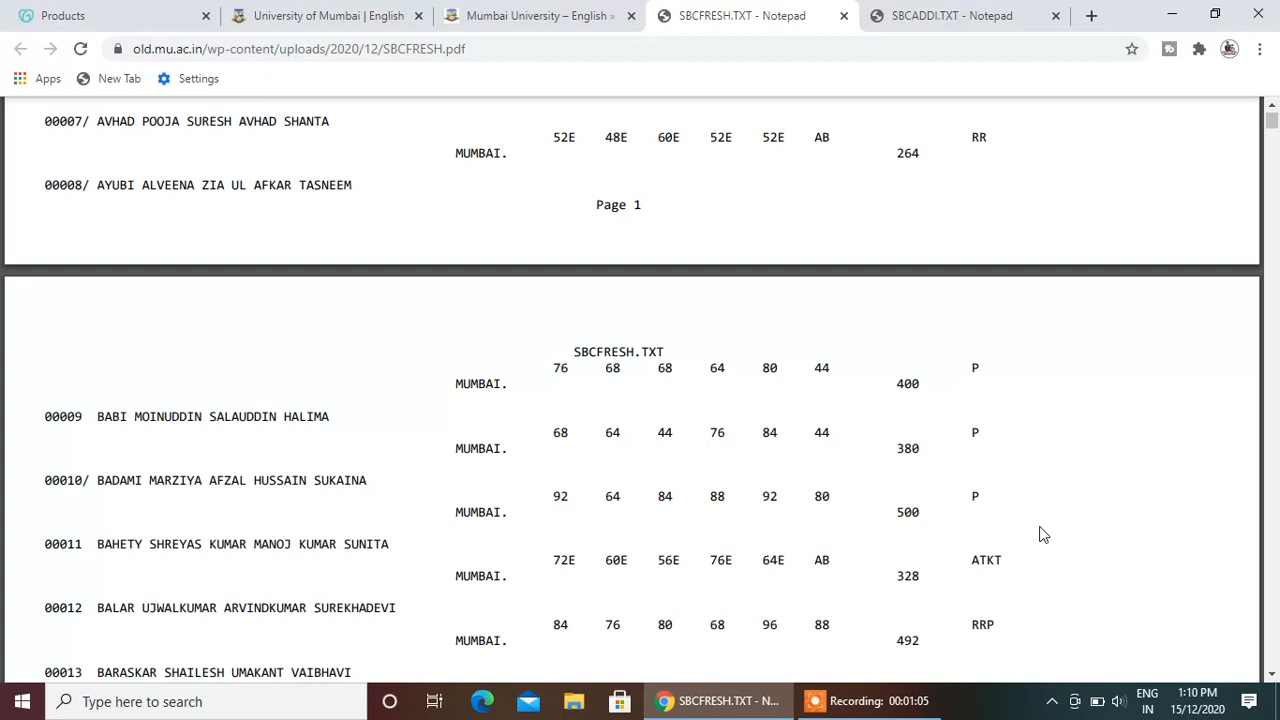 Products
University of Mumbai | English
Mumbai University – English »
SBCFRESH.TXT - Notepad
SBCADDI.TXT - Notepad
old.mu.ac.in/wp-content/uploads/2020/12/SBCFRESH.pdf
Apps New Tab Settings
00007/ AVHAD POOJA SURESH AVHAD SHANTA
52E 48E 60E 52E 52E AB RR
MUMBAI. 264
00008/ AYUBI ALVEENA ZIA UL AFKAR TASNEEM
Page 1
SBCFRESH.TXT
76 68 68 64 80 44 P
MUMBAI. 400
00009 BABI MOINUDDIN SALAUDDIN HALIMA
68 64 44 76 84 44 P
MUMBAI. 380
00010/ BADAMI MARZIYA AFZAL HUSSAIN SUKAINA
92 64 84 88 92 80 P
MUMBAI. 500
00011 BAHETY SHREYAS KUMAR MANOJ KUMAR SUNITA
72E 60E 56E 76E 64E AB ATKT
MUMBAI. 328
00012 BALAR UJWALKUMAR ARVINDKUMAR SUREKHADEVI
84 76 80 68 96 88 RRP
MUMBAI. 492
00013 BARASKAR SHAILESH UMAKANT VAIBHAVI
Type here to search
SBCFRESH.TXT - N...
Recording: 00:01:05
ENG
IN
1:10 PM
15/12/2020